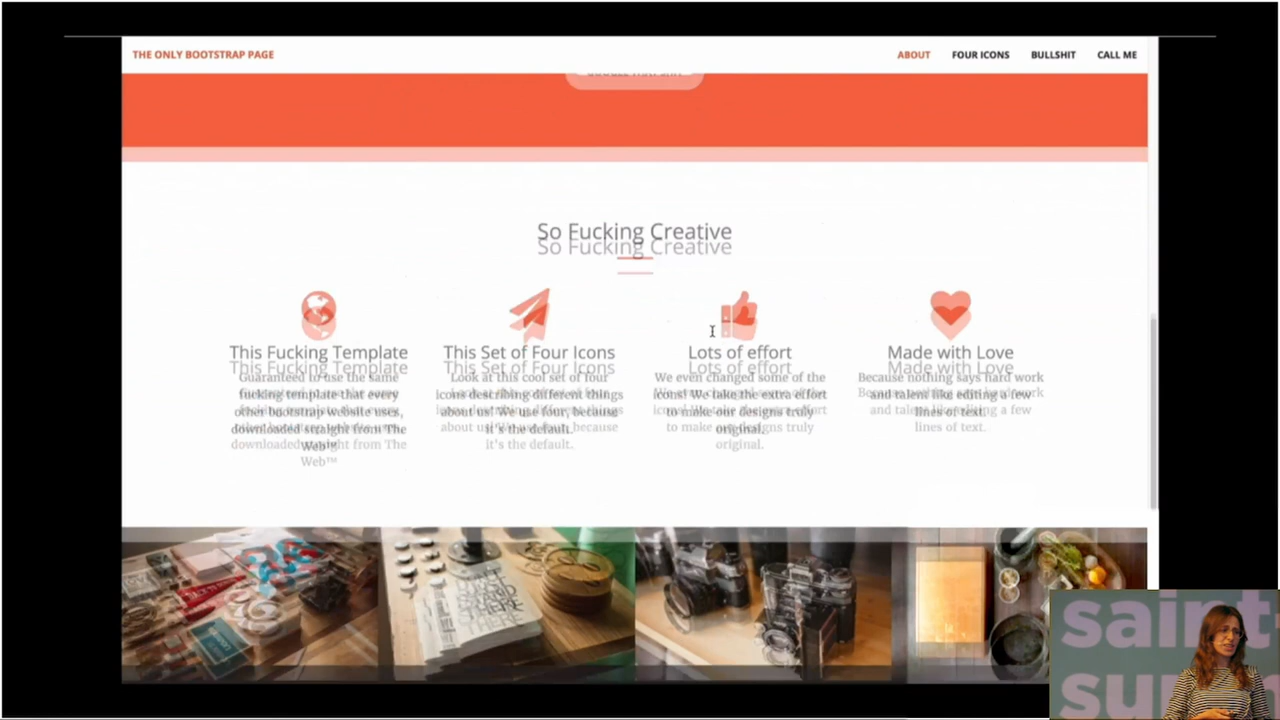 THE ONLY BOOTSTRAP PAGE
ABOUT FOUR ICONS BULLSHIT CALL ME
So Fucking Creative
This Fucking Template
Guaranteed to use the same
fucking template that every
other bootstrap website uses,
downloaded straight from The
Web™
This Set of Four Icons
Look at this cool set of four
icons describing different things
about us! We use four, because
it's the default.
Lots of effort
We even changed some of the
icons! We take the extra effort
to make our designs truly
original.
Made with Love
Because nothing says hard work
and talent like editing a few
lines of text.
saint